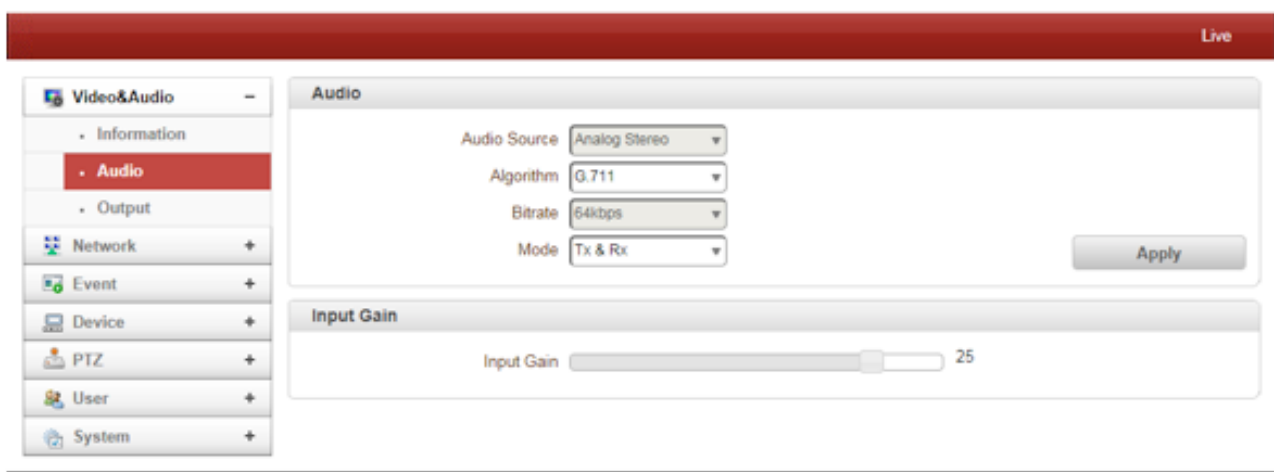 Live
Video&Audio −
Information
Audio
Output
Network +
Event +
Device +
PTZ +
User +
System +
Audio
Audio Source Analog Stereo
Algorithm G.711
Bitrate 64kbps
Mode Tx & Rx
Apply
Input Gain
Input Gain 25